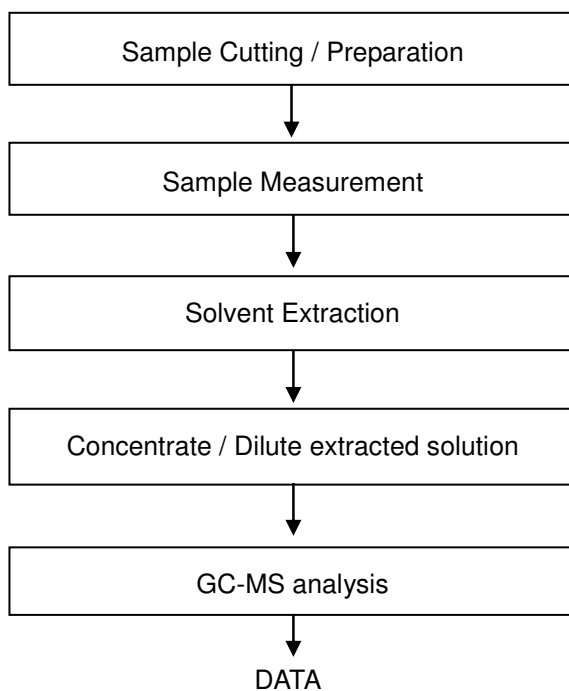 Sample Cutting / Preparation
Sample Measurement
Solvent Extraction
Concentrate / Dilute extracted solution
GC-MS analysis
DATA